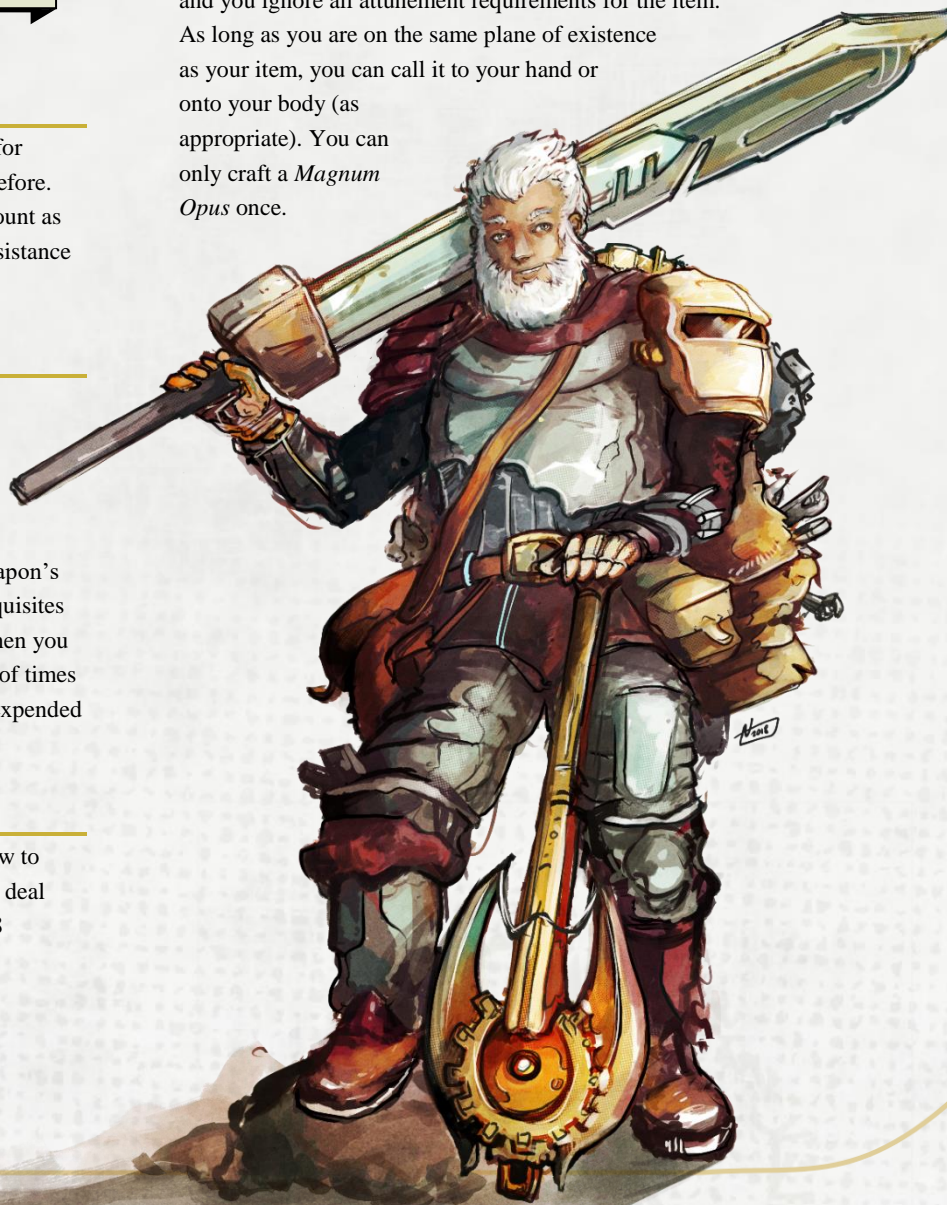 and you ignore all attunement requirements for the item.
As long as you are on the same plane of existence
as your item, you can call it to your hand or
onto your body (as
appropriate). You can
only craft a Magnum
Opus once.
for
efore.
ount as
sistance
apon's
quisites
hen you
of times
xpended
w to
deal
2018